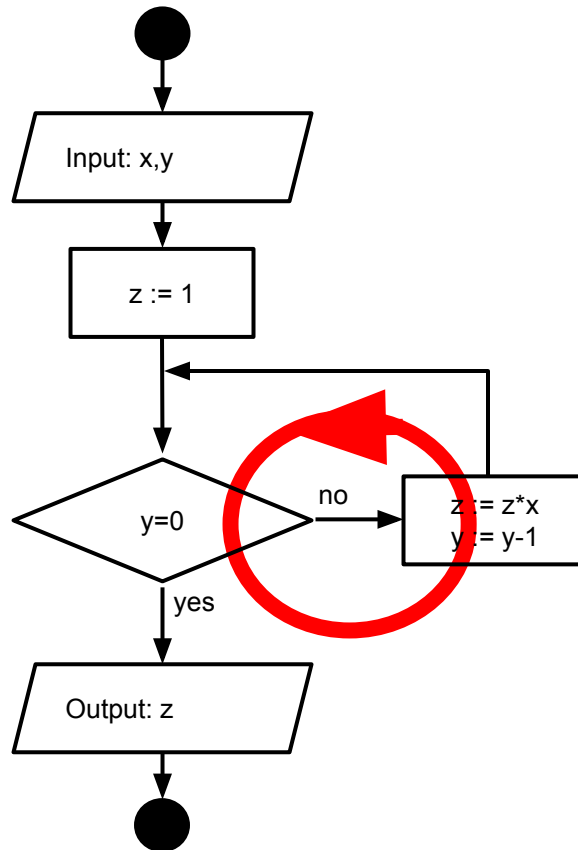 Input: x,y
z := 1
y=0
no
z := z*x
y := y-1
yes
Output: z